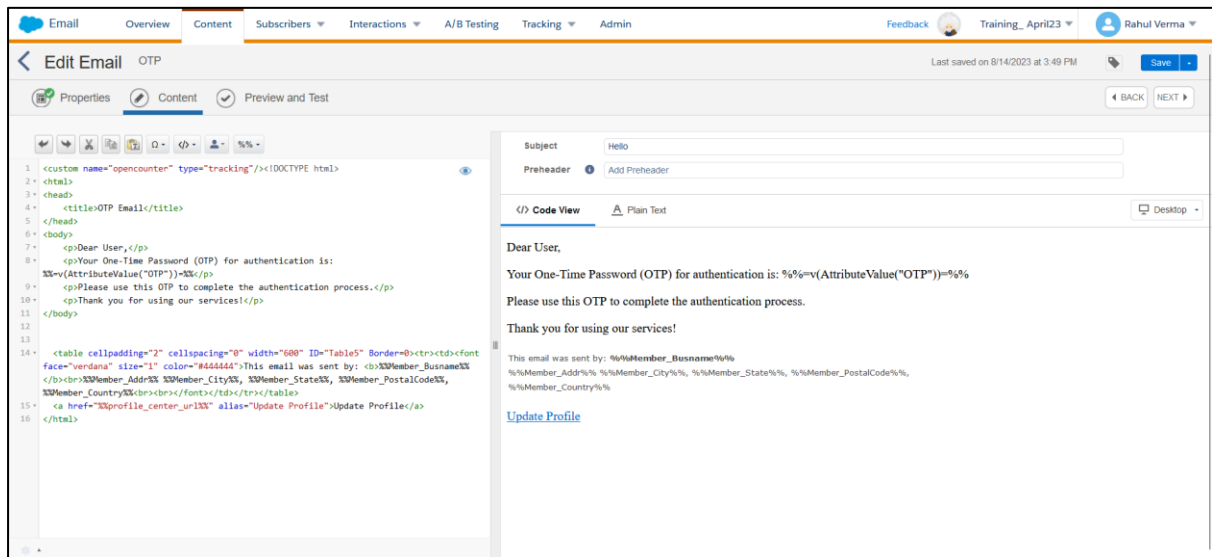 Email Overview Content Subscribers Interactions A/B Testing Tracking Admin Feedback Training_ April23 Rahul Verma
Edit Email OTP Last saved on 8/14/2023 at 3:49 PM Save
Properties Content Preview and Test BACK NEXT
Ω </> %%
1 <custom name="opencounter" type="tracking"/><!DOCTYPE html>
2 <html>
3 <head>
4 <title>OTP Email</title>
5 </head>
6 <body>
7 <p>Dear User,</p>
8 <p>Your One-Time Password (OTP) for authentication is:
%%=v(AttributeValue("OTP"))=%%</p>
9 <p>Please use this OTP to complete the authentication process.</p>
10 <p>Thank you for using our services!</p>
11 </body>
12
13
14 <table cellpadding="2" cellspacing="0" width="600" ID="Table5" Border=0><tr><td><font
face="verdana" size="1" color="#444444">This email was sent by: <b>%%Member_Busname%%
</b><br>%%Member_Addr%% %%Member_City%%, %%Member_State%%, %%Member_PostalCode%%,
%%Member_Country%%<br><br></font></td></tr></table>
15 <a href="%%profile_center_url%%" alias="Update Profile">Update Profile</a>
16 </html>
Subject Hello
Preheader Add Preheader
</> Code View A Plain Text Desktop
Dear User,
Your One-Time Password (OTP) for authentication is: %%=v(AttributeValue("OTP"))=%%
Please use this OTP to complete the authentication process.
Thank you for using our services!
This email was sent by: %%Member_Busname%%
%%Member_Addr%% %%Member_City%%, %%Member_State%%, %%Member_PostalCode%%,
%%Member_Country%%
Update Profile